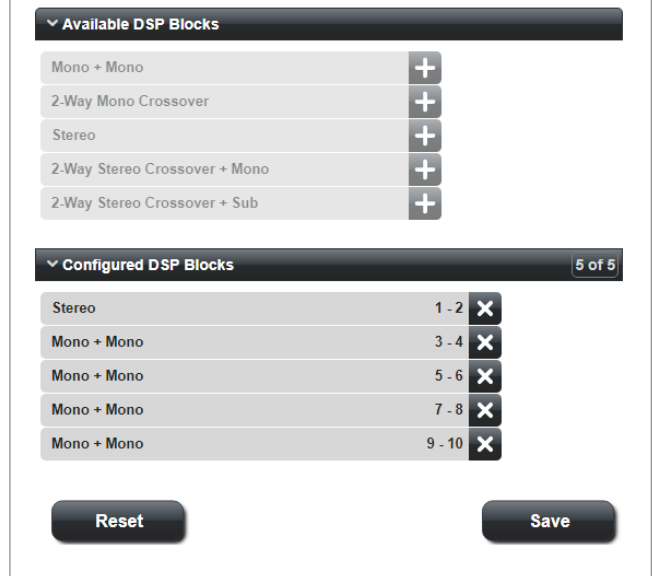 Available DSP Blocks
Mono + Mono
2-Way Mono Crossover
Stereo
2-Way Stereo Crossover + Mono
2-Way Stereo Crossover + Sub
Configured DSP Blocks 5 of 5
Stereo 1 - 2
Mono + Mono 3 - 4
Mono + Mono 5 - 6
Mono + Mono 7 - 8
Mono + Mono 9 - 10
Reset Save